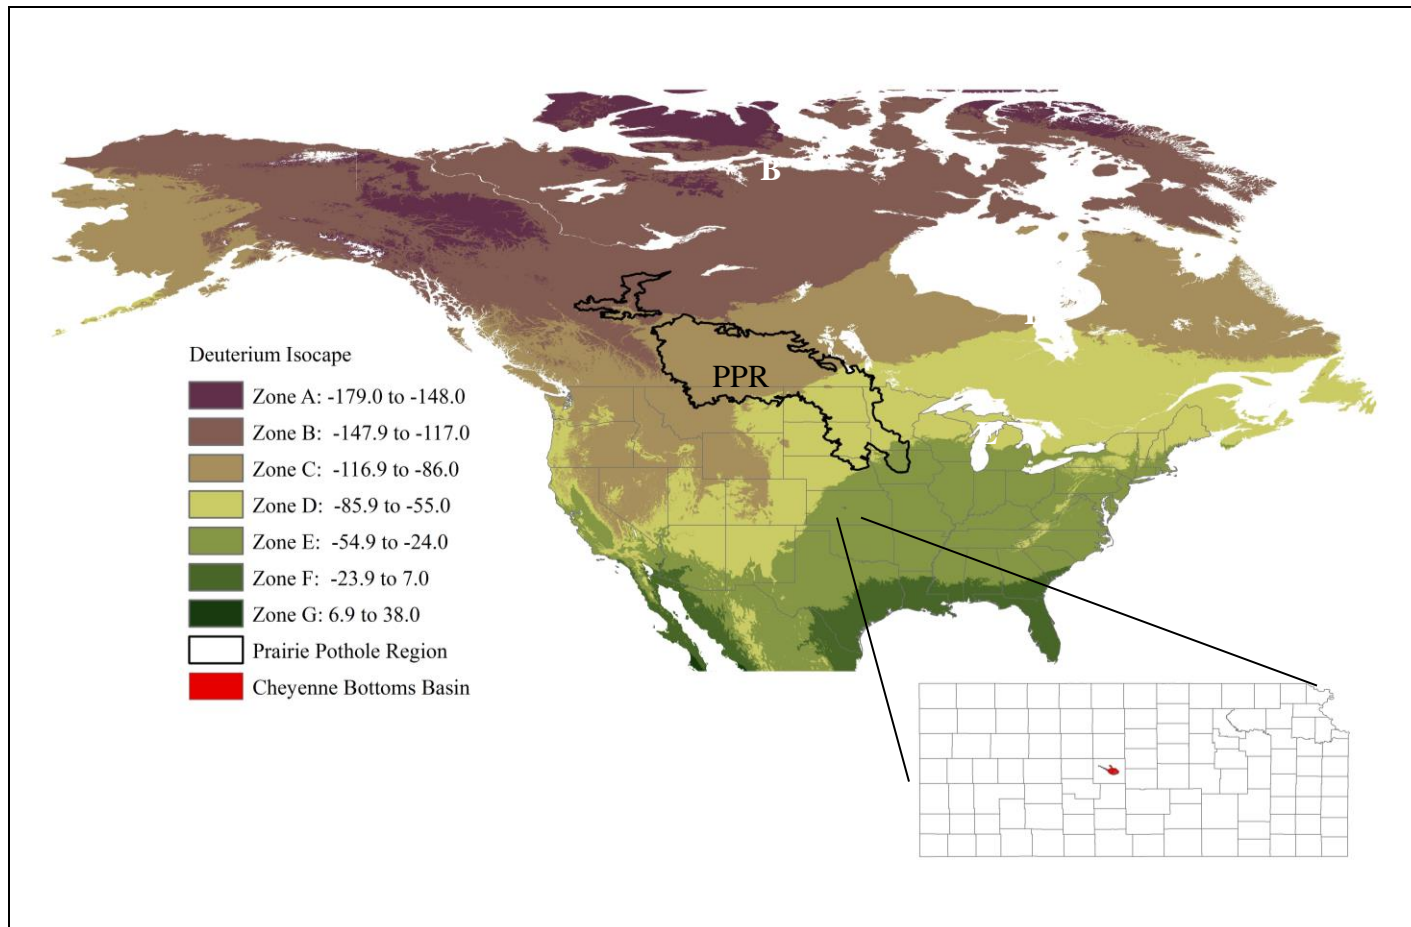 B
PPR
E
Deuterium Isocape
Zone A: -179.0 to -148.0
Zone B: -147.9 to -117.0
Zone C: -116.9 to -86.0
Zone D: -85.9 to -55.0
Zone E: -54.9 to -24.0
Zone F: -23.9 to 7.0
Zone G: 6.9 to 38.0
Prairie Pothole Region
Cheyenne Bottoms Basin